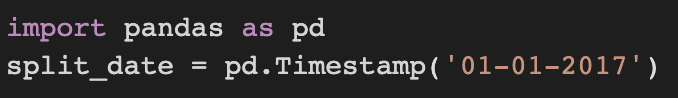 import pandas as pd
split_date = pd.Timestamp('01-01-2017')